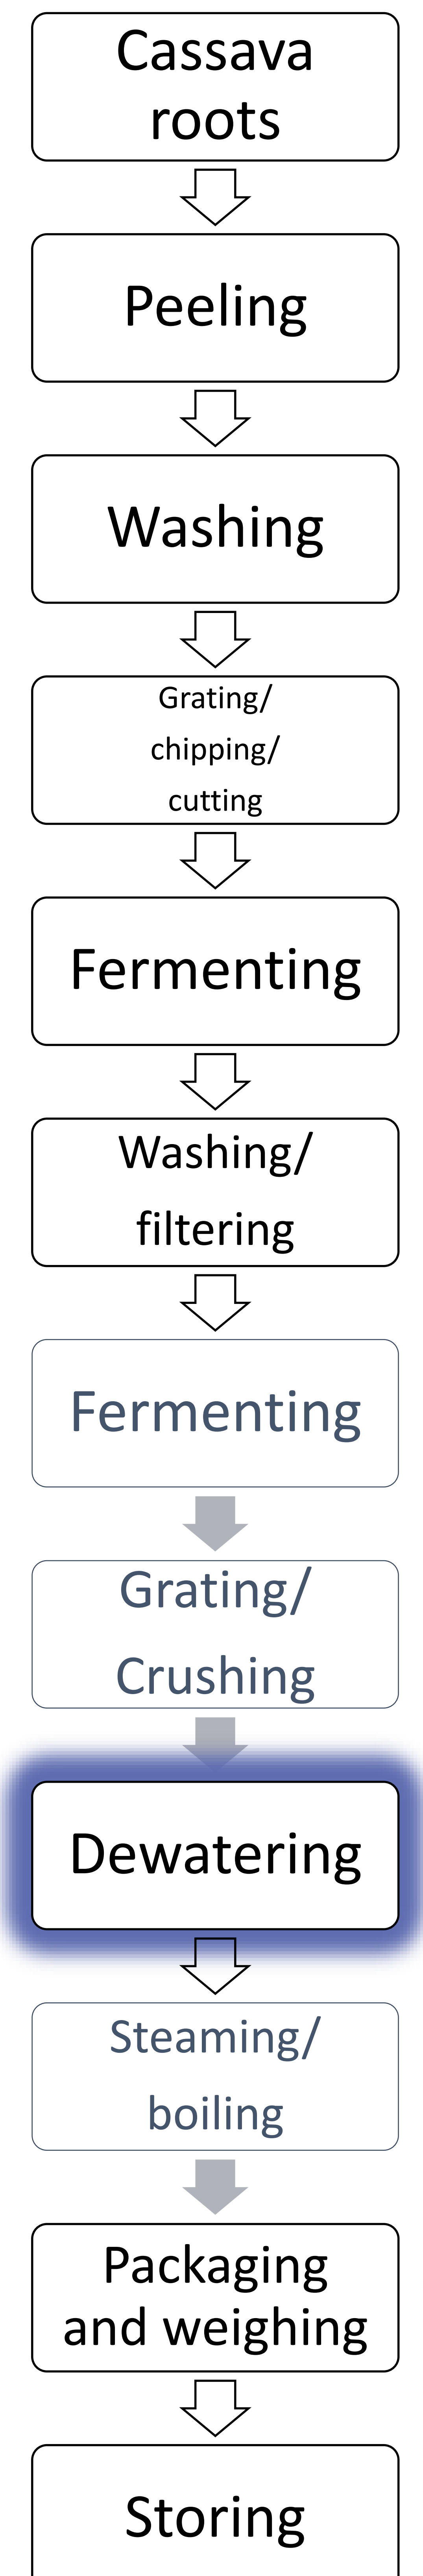 Cassava
roots
Peeling
Washing
Grating/
chipping/
cutting
Fermenting
Washing/
filtering
Fermenting
Grating/
Crushing
Dewatering
Steaming/
boiling
Packaging
and weighing
Storing